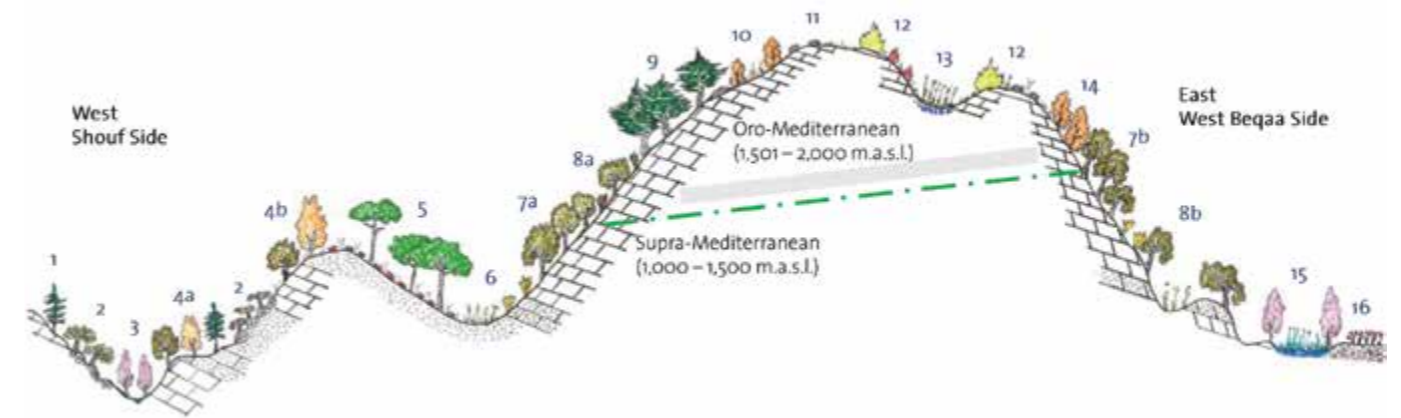 West
Shouf Side
1
2
3
4a
2
4b
5
6
7a
8a
9
10
11
12
13
12
14
7b
8b
15
16
East
West Beqaa Side
Oro-Mediterranean
(1,501 – 2,000 m.a.s.l.)
Supra-Mediterranean
(1,000 – 1,500 m.a.s.l.)